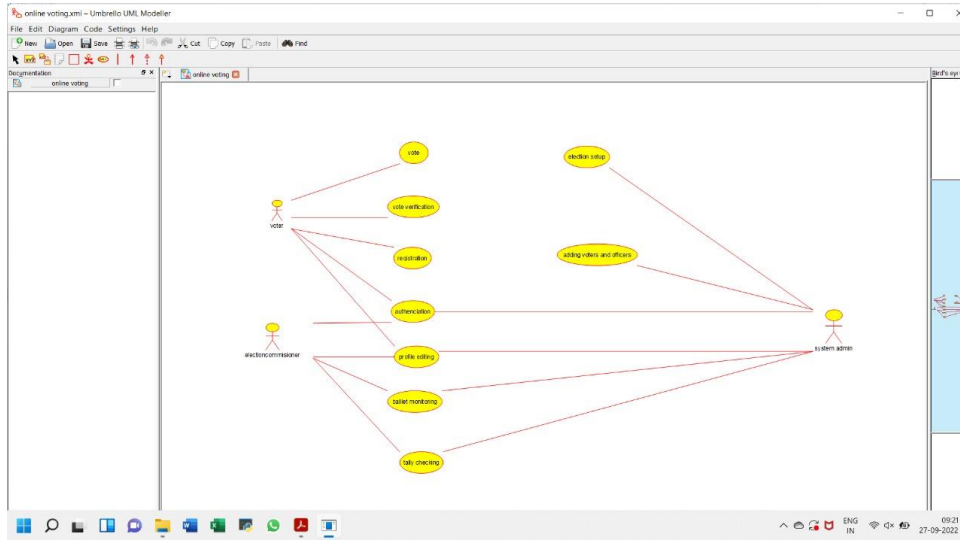 online voting.xmi – Umbrello UML Modeller
File Edit Diagram Code Settings Help
New Open Save Cut Copy Paste Find
Documentation
online voting
online voting
Bird's eye
vote
election setup
vote verification
voter
registration
adding voters and officers
authenciation
electioncommisioner
system admin
profile editing
ballet monitoring
tally checking
ENG
IN
09:21
27-09-2022